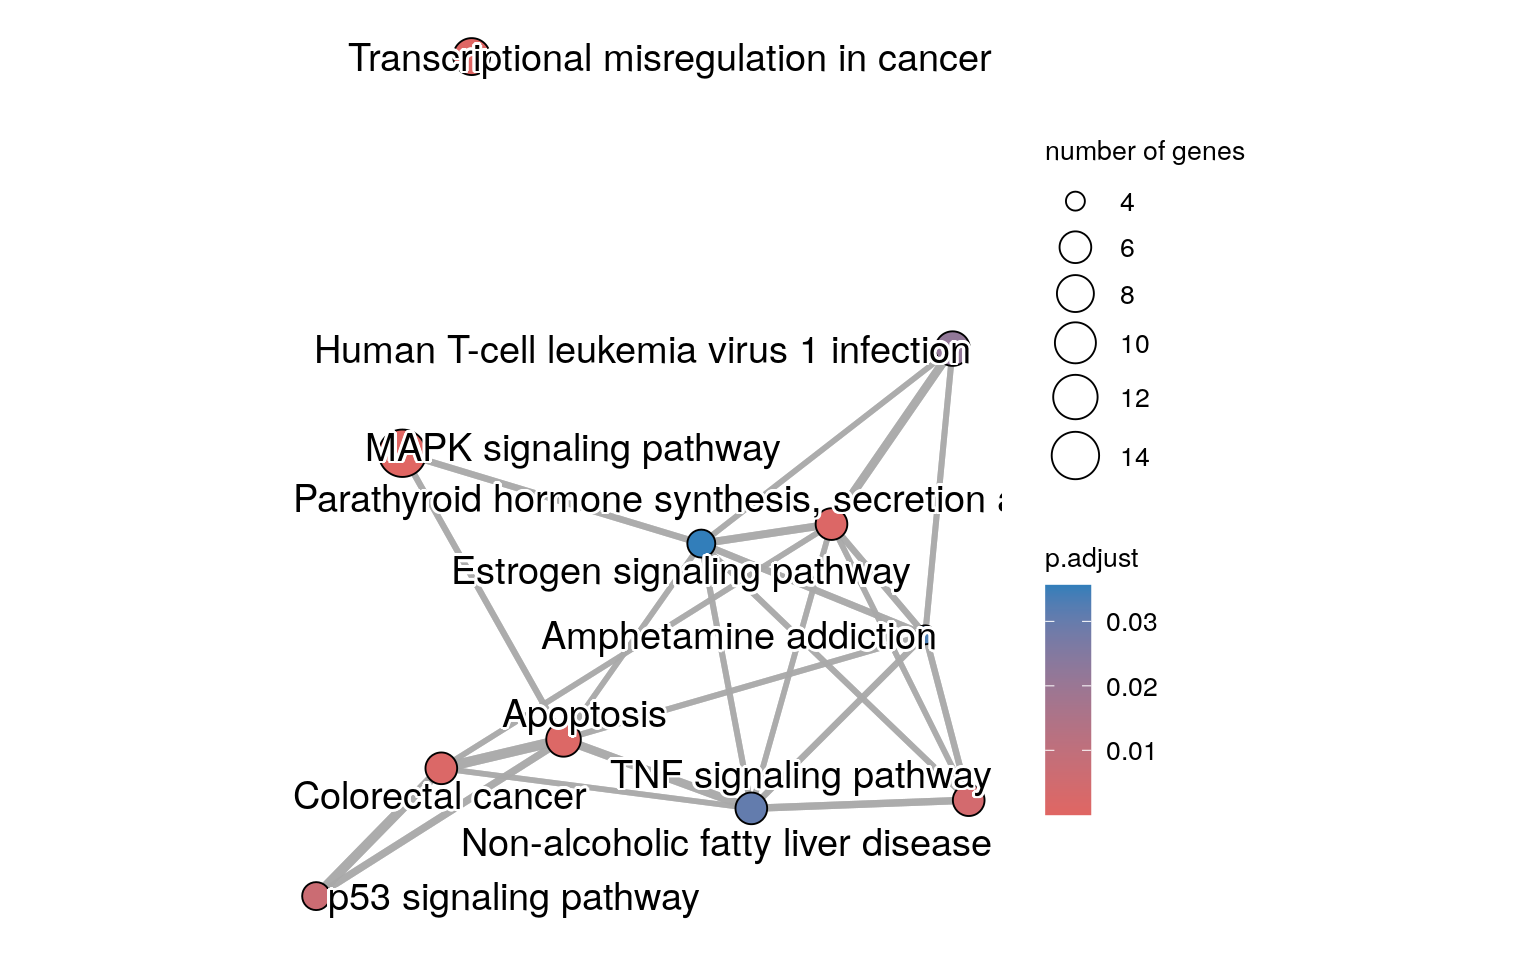 Transcriptional misregulation in cancer
number of genes
4
6
8
10
12
14
Human T-cell leukemia virus 1 infection
MAPK signaling pathway
Parathyroid hormone synthesis, secretion
Estrogen signaling pathway
Amphetamine addiction
Apoptosis
TNF signaling pathway
Colorectal cancer
Non-alcoholic fatty liver disease
p53 signaling pathway
p.adjust
0.03
0.02
0.01